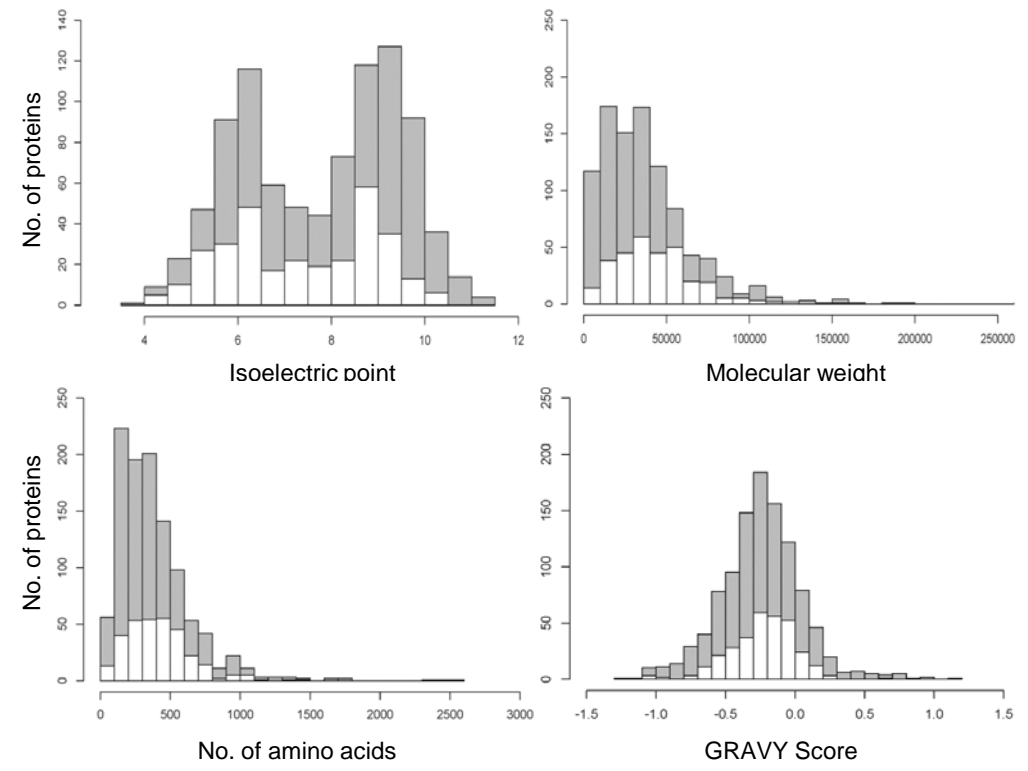 No. of proteins
0 20 40 60 80 100 120 140
4 6 8 10 12
Isoelectric point
0 50 100 150 200 250
0 50000 100000 150000 200000 250000
Molecular weight
No. of proteins
0 50 100 150 200 250
0 500 1000 1500 2000 2500 3000
No. of amino acids
0 50 100 150 200 250
-1.5 -1.0 -0.5 0.0 0.5 1.0 1.5
GRAVY Score